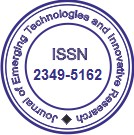 Journal of Emerging Technologies and Innovative Research
ISSN
2349-5162